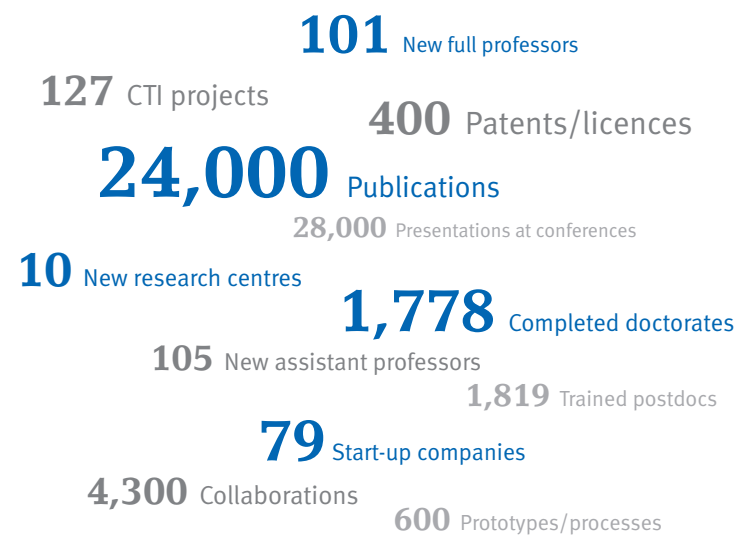 101 New full professors
127 CTI projects
400 Patents/licences
24,000 Publications
28,000 Presentations at conferences
10 New research centres
1,778 Completed doctorates
105 New assistant professors
1,819 Trained postdocs
79 Start-up companies
4,300 Collaborations
600 Prototypes/processes